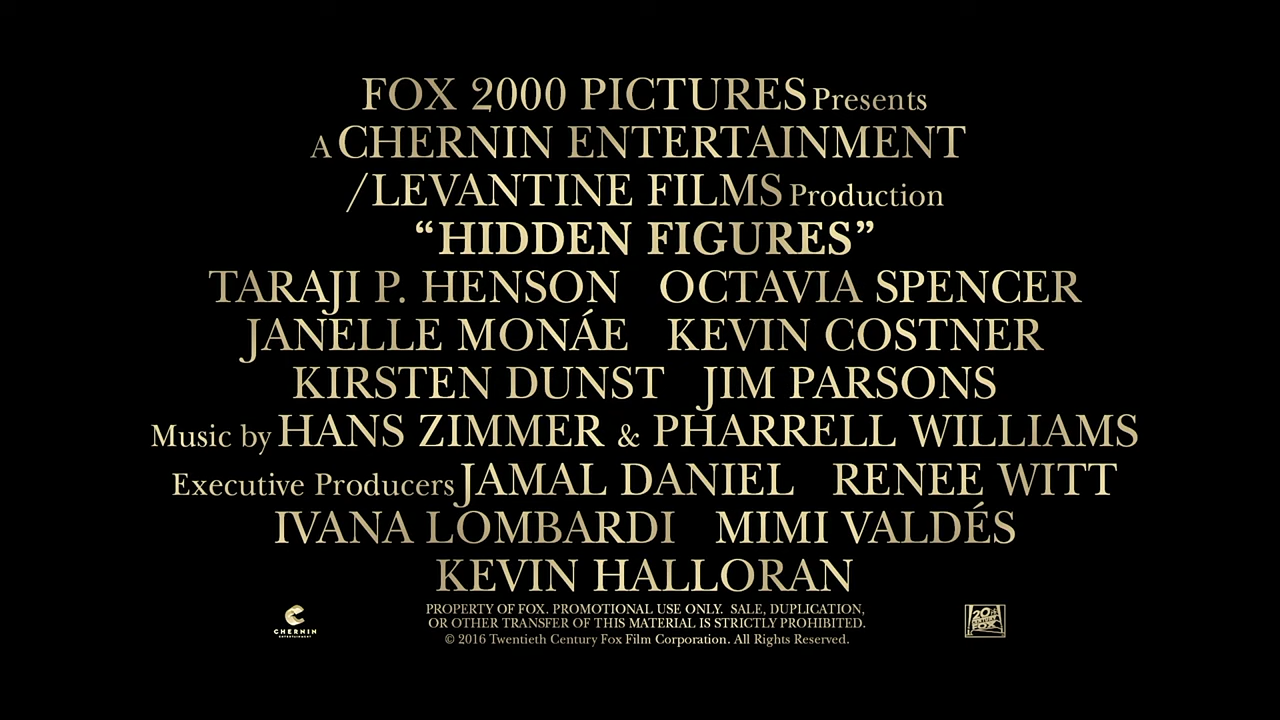 FOX 2000 PICTURES Presents
A CHERNIN ENTERTAINMENT
/LEVANTINE FILMS Production
“HIDDEN FIGURES”
TARAJI P. HENSON OCTAVIA SPENCER
JANELLE MONÁE KEVIN COSTNER
KIRSTEN DUNST JIM PARSONS
Music by HANS ZIMMER & PHARRELL WILLIAMS
Executive Producers JAMAL DANIEL RENEE WITT
IVANA LOMBARDI MIMI VALDÉS
KEVIN HALLORAN
CHERNIN
ENTERTAINMENT
PROPERTY OF FOX. PROMOTIONAL USE ONLY. SALE, DUPLICATION,
OR OTHER TRANSFER OF THIS MATERIAL IS STRICTLY PROHIBITED.
© 2016 Twentieth Century Fox Film Corporation. All Rights Reserved.
20th
CENTURY
FOX